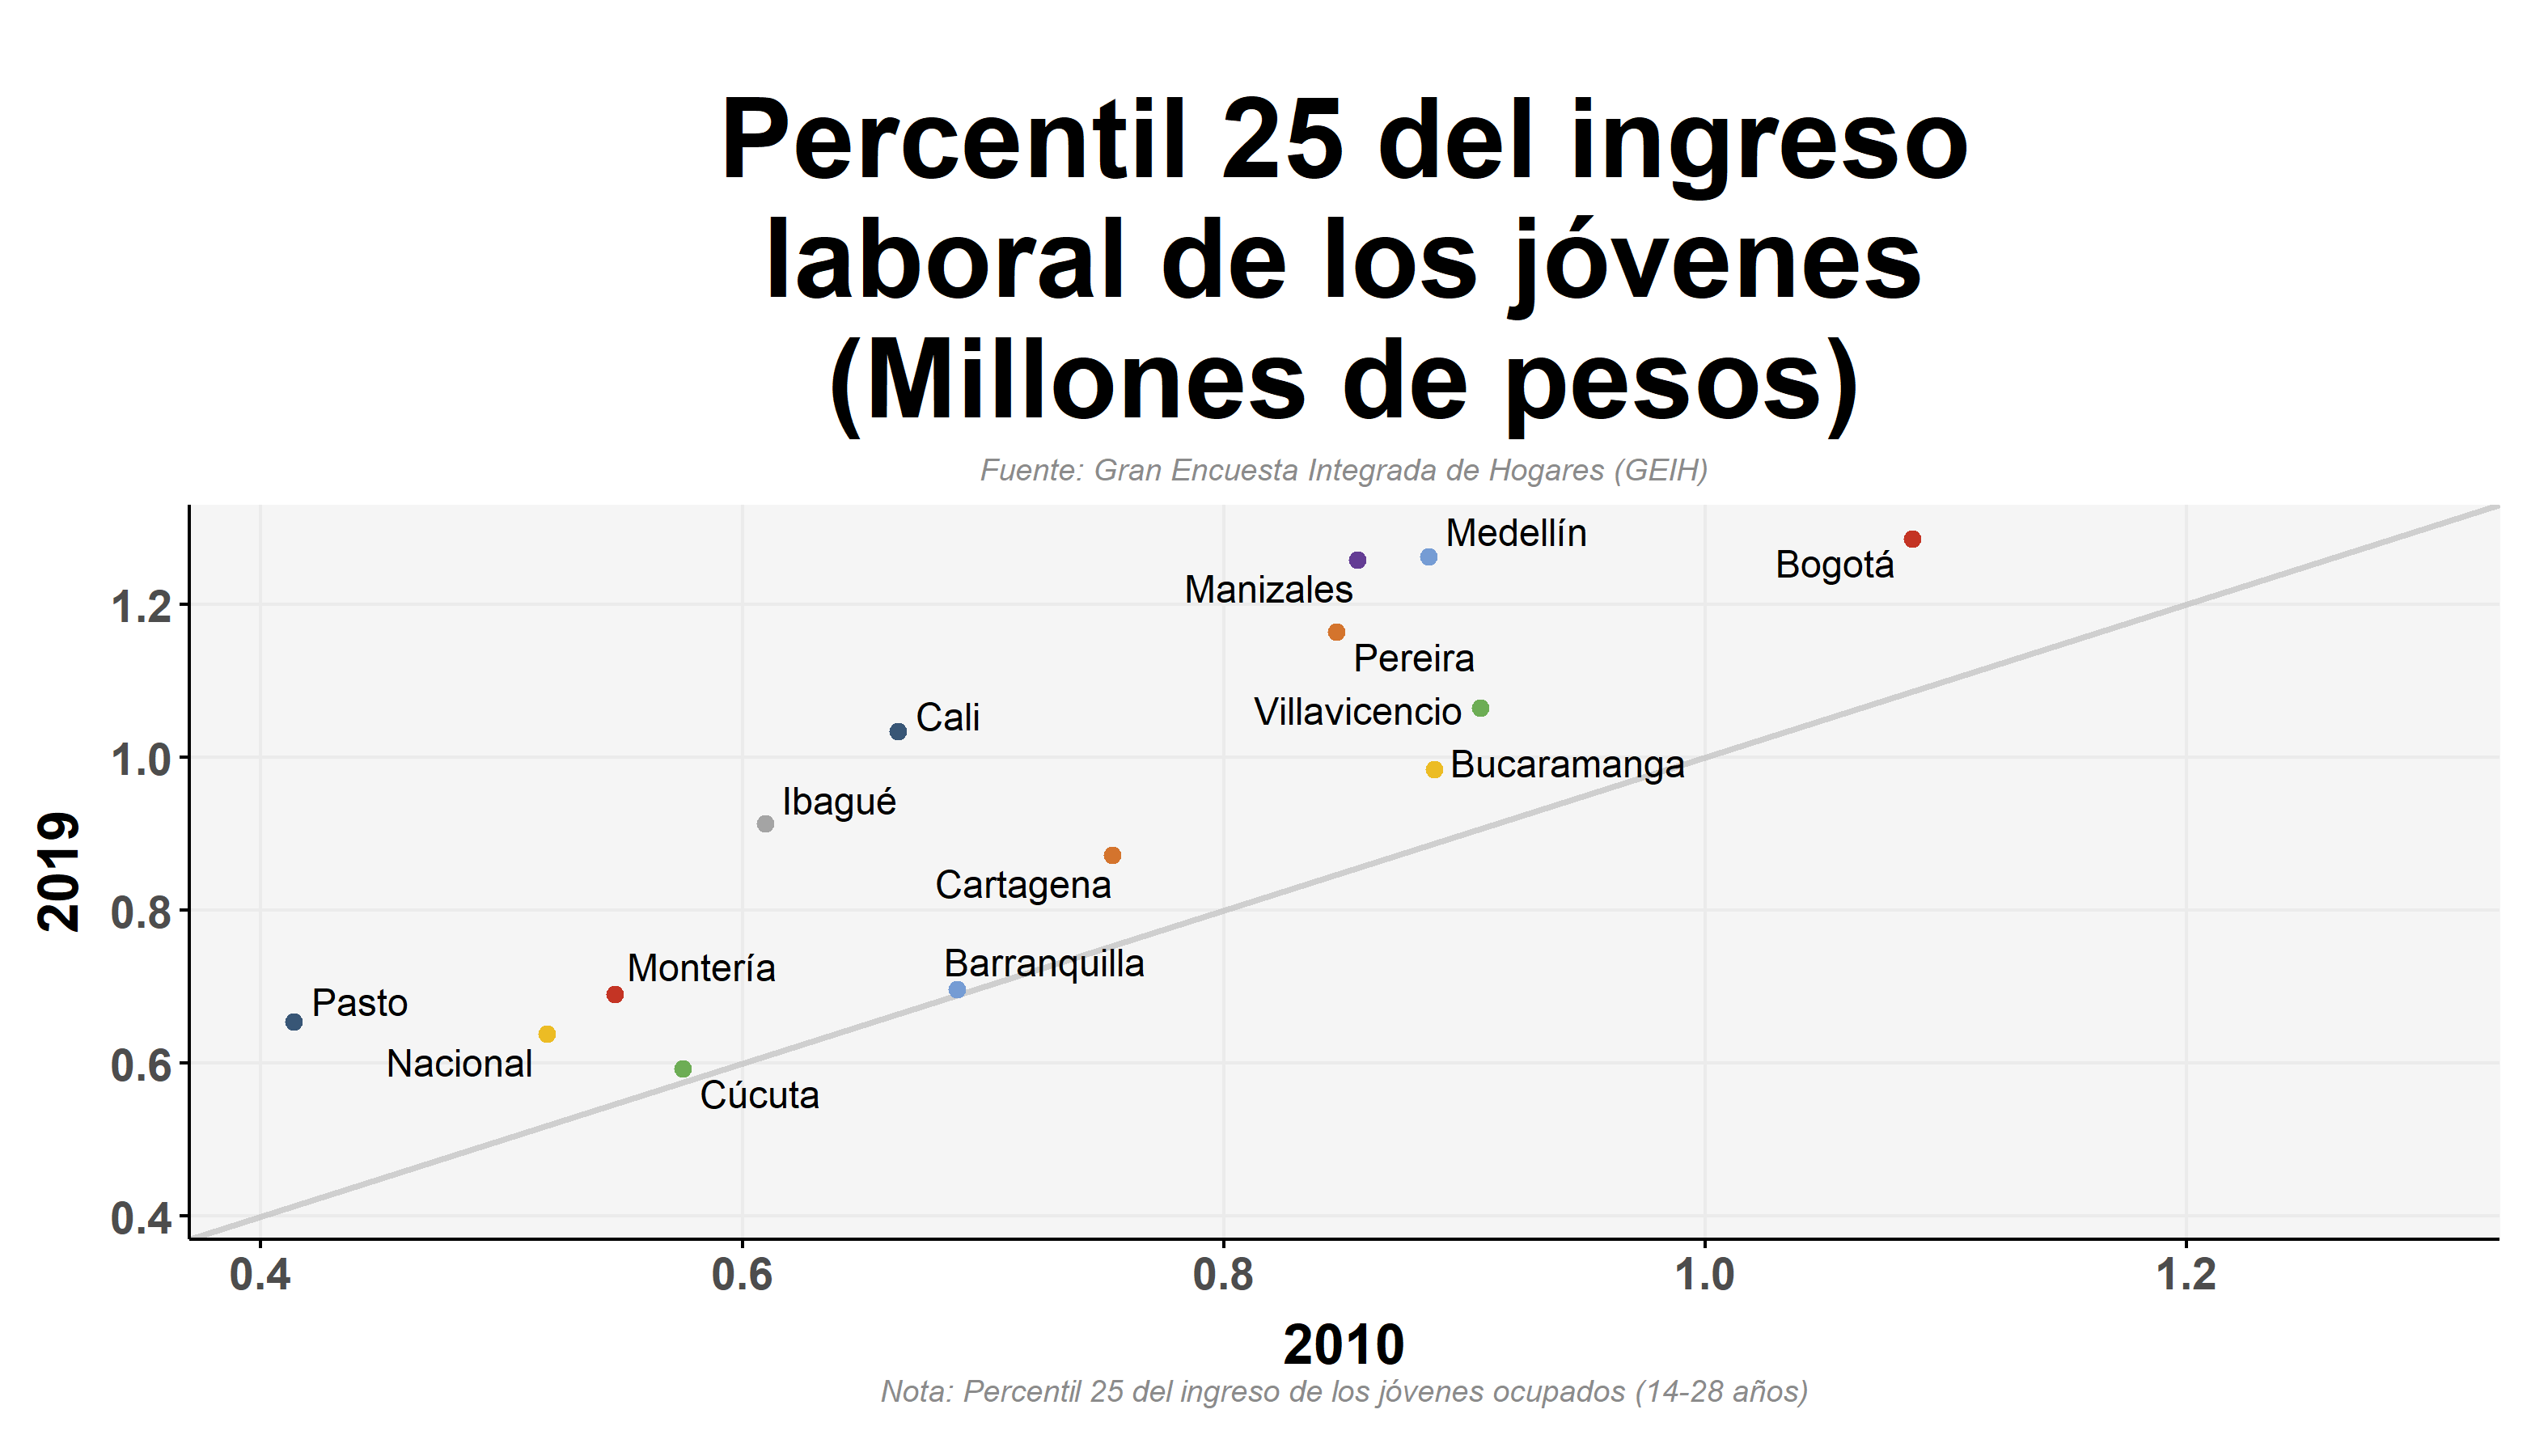 Percentil 25 del ingreso
laboral de los jóvenes
(Millones de pesos)
Fuente: Gran Encuesta Integrada de Hogares (GEIH)
Medellín
Bogotá
Manizales
1.2
Pereira
Villavicencio
Cali
1.0
Bucaramanga
Ibagué
2019
Cartagena
0.8
Barranquilla
Montería
Pasto
Nacional
0.6
Cúcuta
0.4
0.4 0.6 0.8 1.0 1.2
2010
Nota: Percentil 25 del ingreso de los jóvenes ocupados (14-28 años)